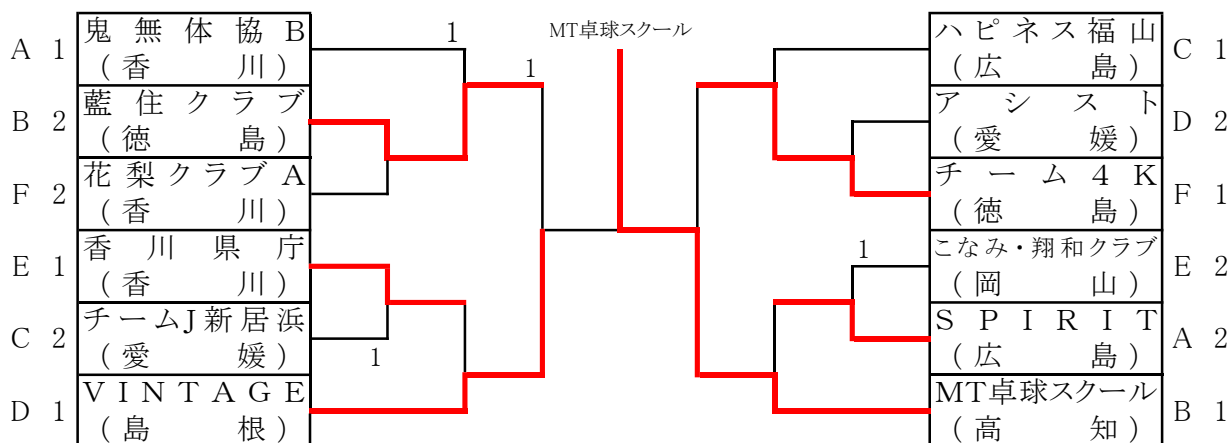 MT卓球スクール
A 1 鬼無体協B 1
(香川)
1
B 2 藍住クラブ
(徳島)
F 2 花梨クラブA
(香川)
E 1 香川県庁
(香川)
C 2 チームJ新居浜
(愛媛) 1
D 1 VINTAGE
(島根)
ハピネス福山 C 1
(広島)
アシスト D 2
(愛媛)
チーム4K F 1
(徳島)
1 こなみ・翔和クラブ E 2
(岡山)
SPIRIT A 2
(広島)
MT卓球スクール B 1
(高知)